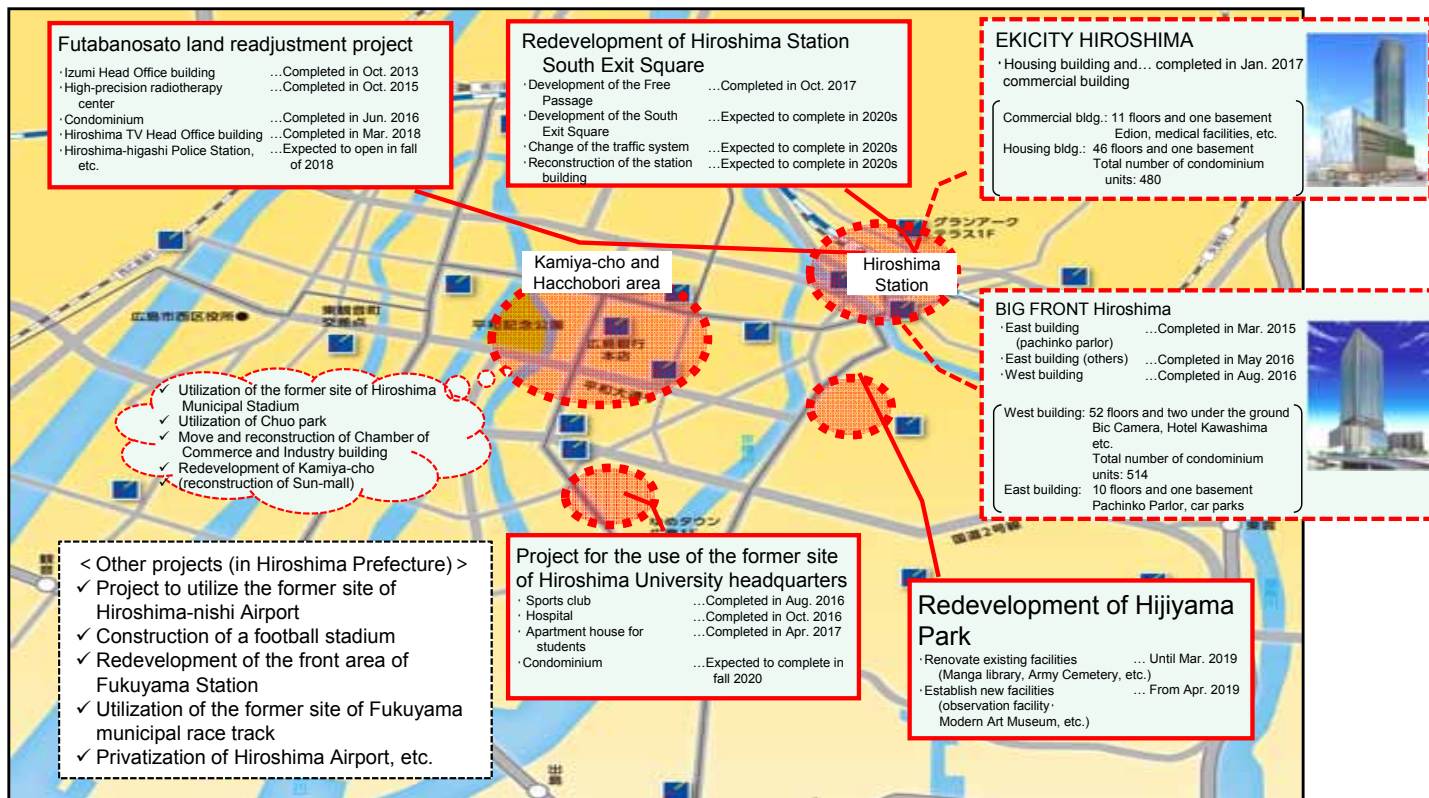 Futabanosato land readjustment project
·Izumi Head Office building …Completed in Oct. 2013
·High-precision radiotherapy …Completed in Oct. 2015
center
·Condominium …Completed in Jun. 2016
·Hiroshima TV Head Office building …Completed in Mar. 2018
·Hiroshima-higashi Police Station, …Expected to open in fall
etc. of 2018
Redevelopment of Hiroshima Station
South Exit Square
·Development of the Free …Completed in Oct. 2017
Passage
·Development of the South …Expected to complete in 2020s
Exit Square
·Change of the traffic system …Expected to complete in 2020s
·Reconstruction of the station …Expected to complete in 2020s
building
EKICITY HIROSHIMA
·Housing building and… completed in Jan. 2017
commercial building
Commercial bldg.: 11 floors and one basement
Edion, medical facilities, etc.
Housing bldg.: 46 floors and one basement
Total number of condominium
units: 480
グランアーク
テラス1F
Kamiya-cho and
Hacchobori area
Hiroshima
Station
広島市西区役所●
東観音町
交差点
平和記念公園
広島銀行
本店
平和大通
BIG FRONT Hiroshima
·East building …Completed in Mar. 2015
(pachinko parlor)
·East building (others) …Completed in May 2016
·West building …Completed in Aug. 2016
West building: 52 floors and two under the ground
Bic Camera, Hotel Kawashima
etc.
Total number of condominium
units: 514
East building: 10 floors and one basement
Pachinko Parlor, car parks
✓ Utilization of the former site of Hiroshima
Municipal Stadium
✓ Utilization of Chuo park
✓ Move and reconstruction of Chamber of
Commerce and Industry building
✓ Redevelopment of Kamiya-cho
✓ (reconstruction of Sun-mall)
ゆめタウン
国道2号線
東雲
観音
出島
< Other projects (in Hiroshima Prefecture) >
✓ Project to utilize the former site of
Hiroshima-nishi Airport
✓ Construction of a football stadium
✓ Redevelopment of the front area of
Fukuyama Station
✓ Utilization of the former site of Fukuyama
municipal race track
✓ Privatization of Hiroshima Airport, etc.
Project for the use of the former site
of Hiroshima University headquarters
· Sports club …Completed in Aug. 2016
· Hospital …Completed in Oct. 2016
· Apartment house for …Completed in Apr. 2017
students
·Condominium …Expected to complete in
fall 2020
Redevelopment of Hijiyama
Park
·Renovate existing facilities … Until Mar. 2019
(Manga library, Army Cemetery, etc.)
·Establish new facilities … From Apr. 2019
(observation facility·
Modern Art Museum, etc.)